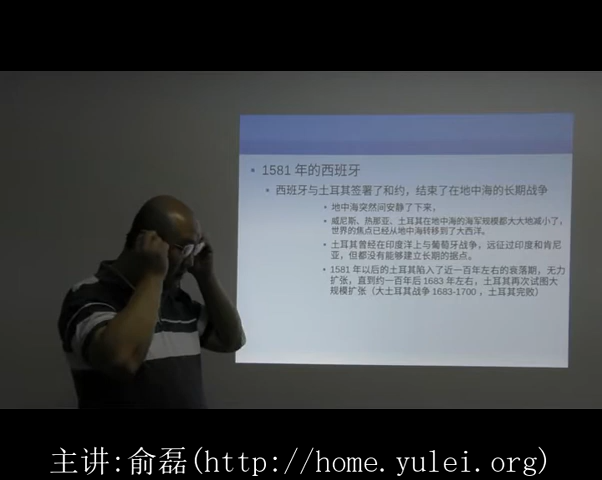 • 1581 年的西班牙
• 西班牙与土耳其签署了和约，结束了在地中海的长期战争
• 地中海突然间安静了下来。
• 威尼斯、热那亚、土耳其在地中海的海军规模都大大地减小了，
世界的焦点已经从地中海转移到了大西洋。
• 土耳其曾经在印度洋上与葡萄牙战争，远征过印度和肯尼
亚，但都没有能够建立长期的据点。
• 1581 年以后的土耳其陷入了近一百年左右的衰落期，无力
扩张，直到约一百年后 1683 年左右，土耳其再次试图大
规模扩张（大土耳其战争 1683-1700 ，土耳其完败）
主讲:俞磊(http://home.yulei.org)